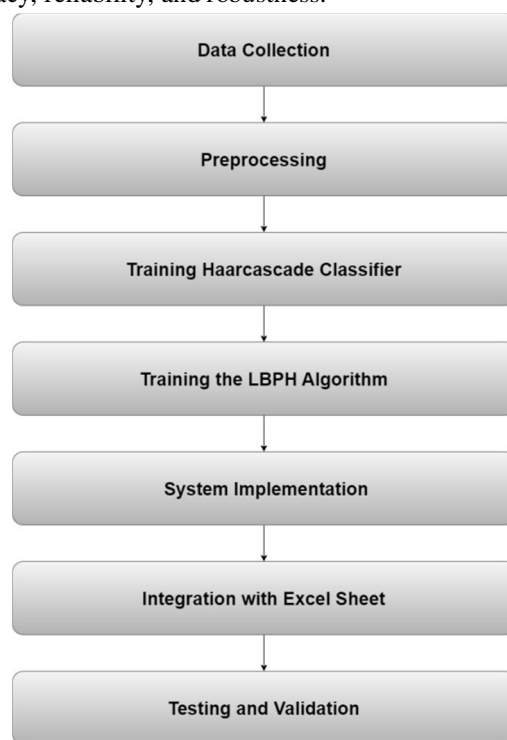 reliability, and robustness.
Data Collection
Preprocessing
Training Haarcascade Classifier
Training the LBPH Algorithm
System Implementation
Integration with Excel Sheet
Testing and Validation